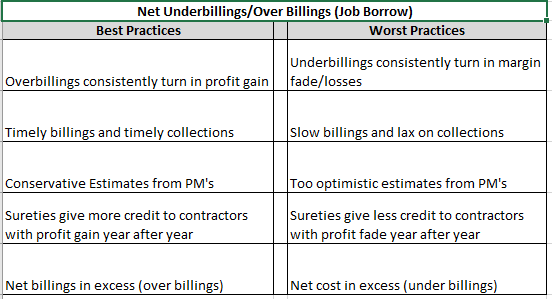 Net Underbillings/Over Billings (Job Borrow)
Best Practices
Worst Practices
Overbillings consistently turn in profit gain
Underbillings consistently turn in margin
fade/losses
Timely billings and timely collections
Slow billings and lax on collections
Conservative Estimates from PM's
Too optimistic estimates from PM's
Sureties give more credit to contractors
with profit gain year after year
Sureties give less credit to contractors
with profit fade year after year
Net billings in excess (over billings)
Net cost in excess (under billings)